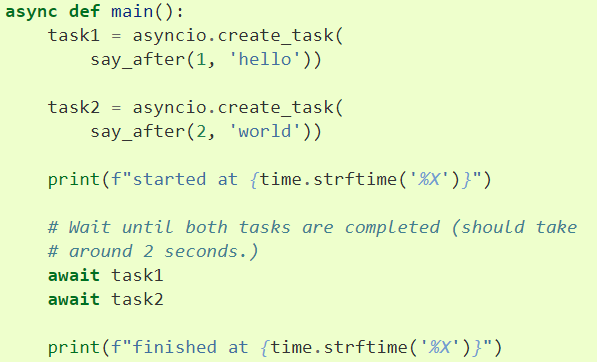 async def main():
    task1 = asyncio.create_task(
        say_after(1, 'hello'))

    task2 = asyncio.create_task(
        say_after(2, 'world'))

    print(f"started at {time.strftime('%X')}")

    # Wait until both tasks are completed (should take
    # around 2 seconds.)
    await task1
    await task2

    print(f"finished at {time.strftime('%X')}")